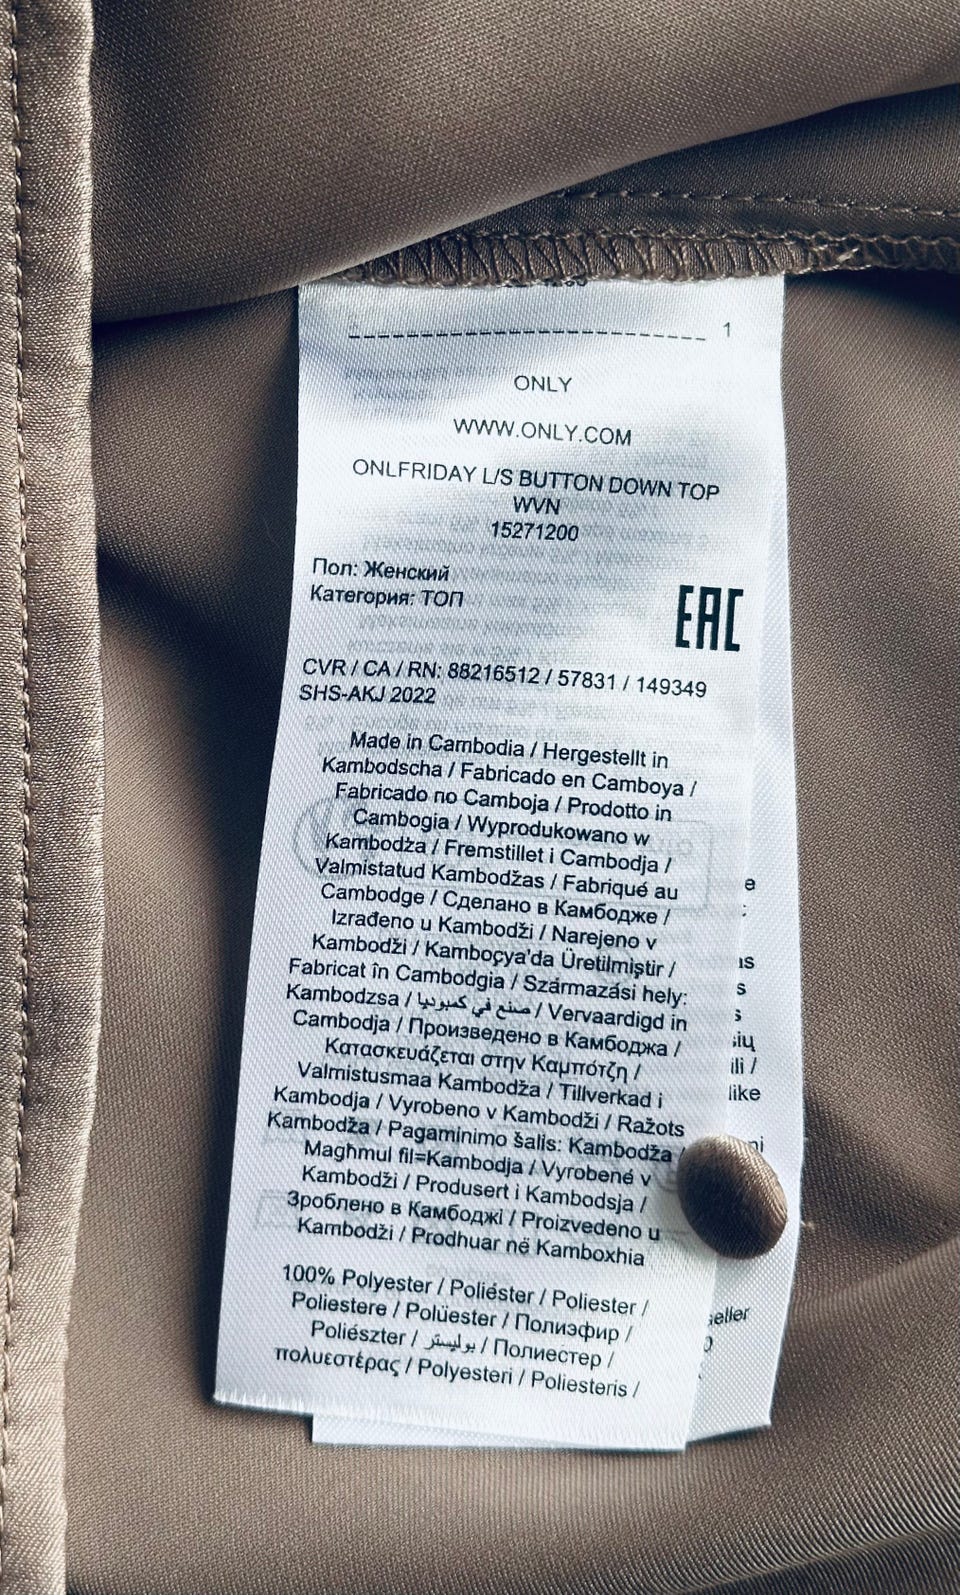 1
ONLY
WWW.ONLY.COM
ONLFRIDAY L/S BUTTON DOWN TOP
WVN
15271200
Пол: Женский
Категория: ТОП
EAC
CVR / CA / RN: 88216512 / 57831 / 149349
SHS-AKJ 2022
Made in Cambodia / Hergestellt in
Kambodscha / Fabricado en Camboya /
Fabricado no Camboja / Prodotto in
Cambogia / Wyprodukowano w
Kambodża / Fremstillet i Cambodja /
Valmistatud Kambodžas / Fabriqué au
Cambodge / Сделано в Камбодже /
Izrađeno u Kambodži / Narejeno v
Kambodži / Kamboçya'da Üretilmiştir /
Fabricat în Cambodgia / Származási hely:
Kambodzsa / صنع في كمبوديا / Vervaardigd in
Cambodja / Произведено в Камбоджа /
Κατασκευάζεται στην Καμπότζη /
Valmistusmaa Kambodža / Tillverkad i
Kambodja / Vyrobeno v Kambodži / Ražots
Kambodža / Pagaminimo šalis: Kambodža /
Magħmul fil=Kambodja / Vyrobené v
Kambodži / Produsert i Kambodsja /
Зроблено в Камбоджі / Proizvedeno u
Kambodži / Prodhuar në Kamboxhia
100% Polyester / Poliéster / Poliester /
Poliestere / Polüester / Полиэфир /
Poliészter / بوليستر / Полиестер /
πολυεστέρας / Polyesteri / Poliesteris /